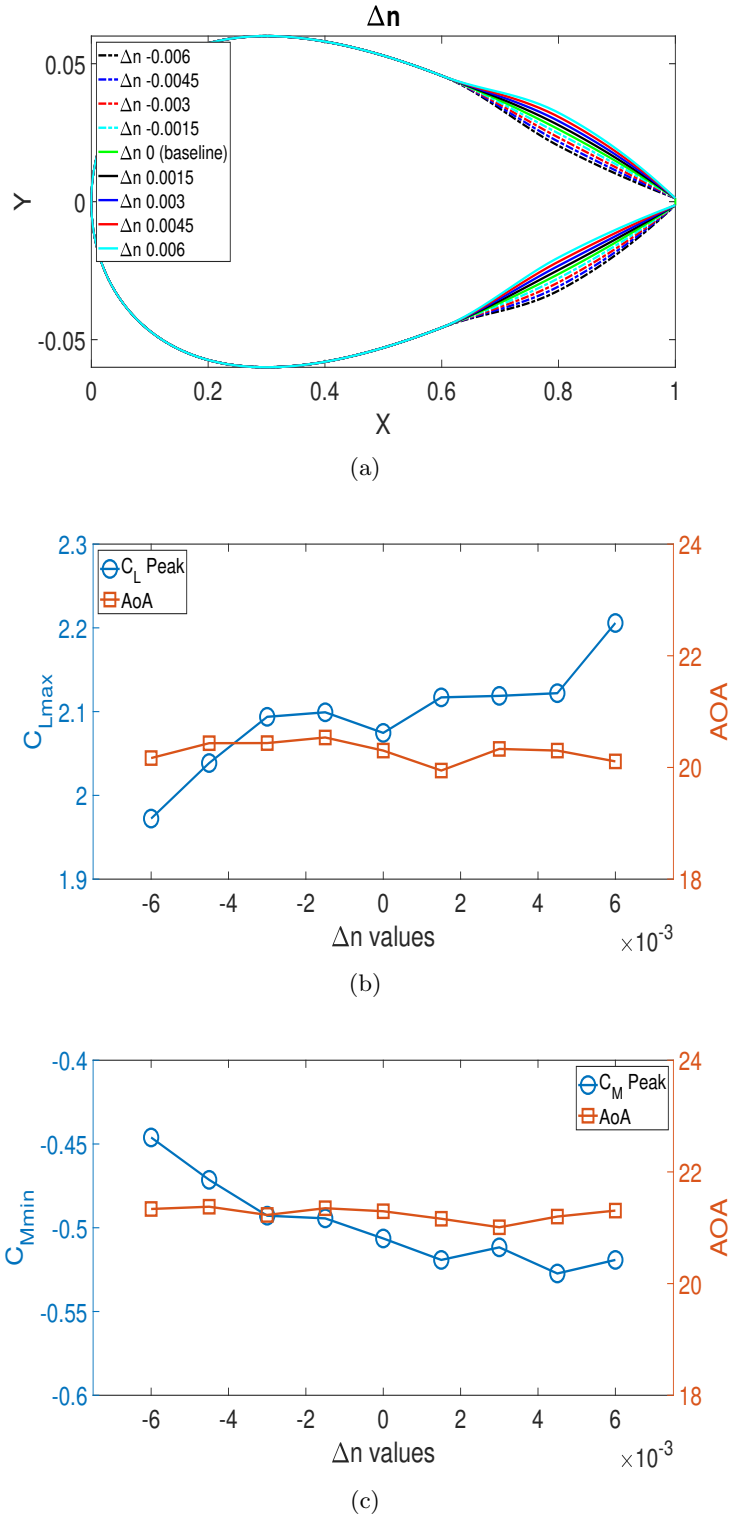 Δn
0.05
0
-0.05
Y
Δn -0.006
Δn -0.0045
Δn -0.003
Δn -0.0015
Δn 0 (baseline)
Δn 0.0015
Δn 0.003
Δn 0.0045
Δn 0.006
0 0.2 0.4 0.6 0.8 1
X
(a)
2.3
2.2
2.1
2
1.9
C_Lmax
C_L Peak
AoA
24
22
20
18
AOA
-6 -4 -2 0 2 4 6
Δn values ×10^-3
(b)
-0.4
-0.45
-0.5
-0.55
-0.6
C_Mmin
C_M Peak
AoA
24
22
20
18
AOA
-6 -4 -2 0 2 4 6
Δn values ×10^-3
(c)